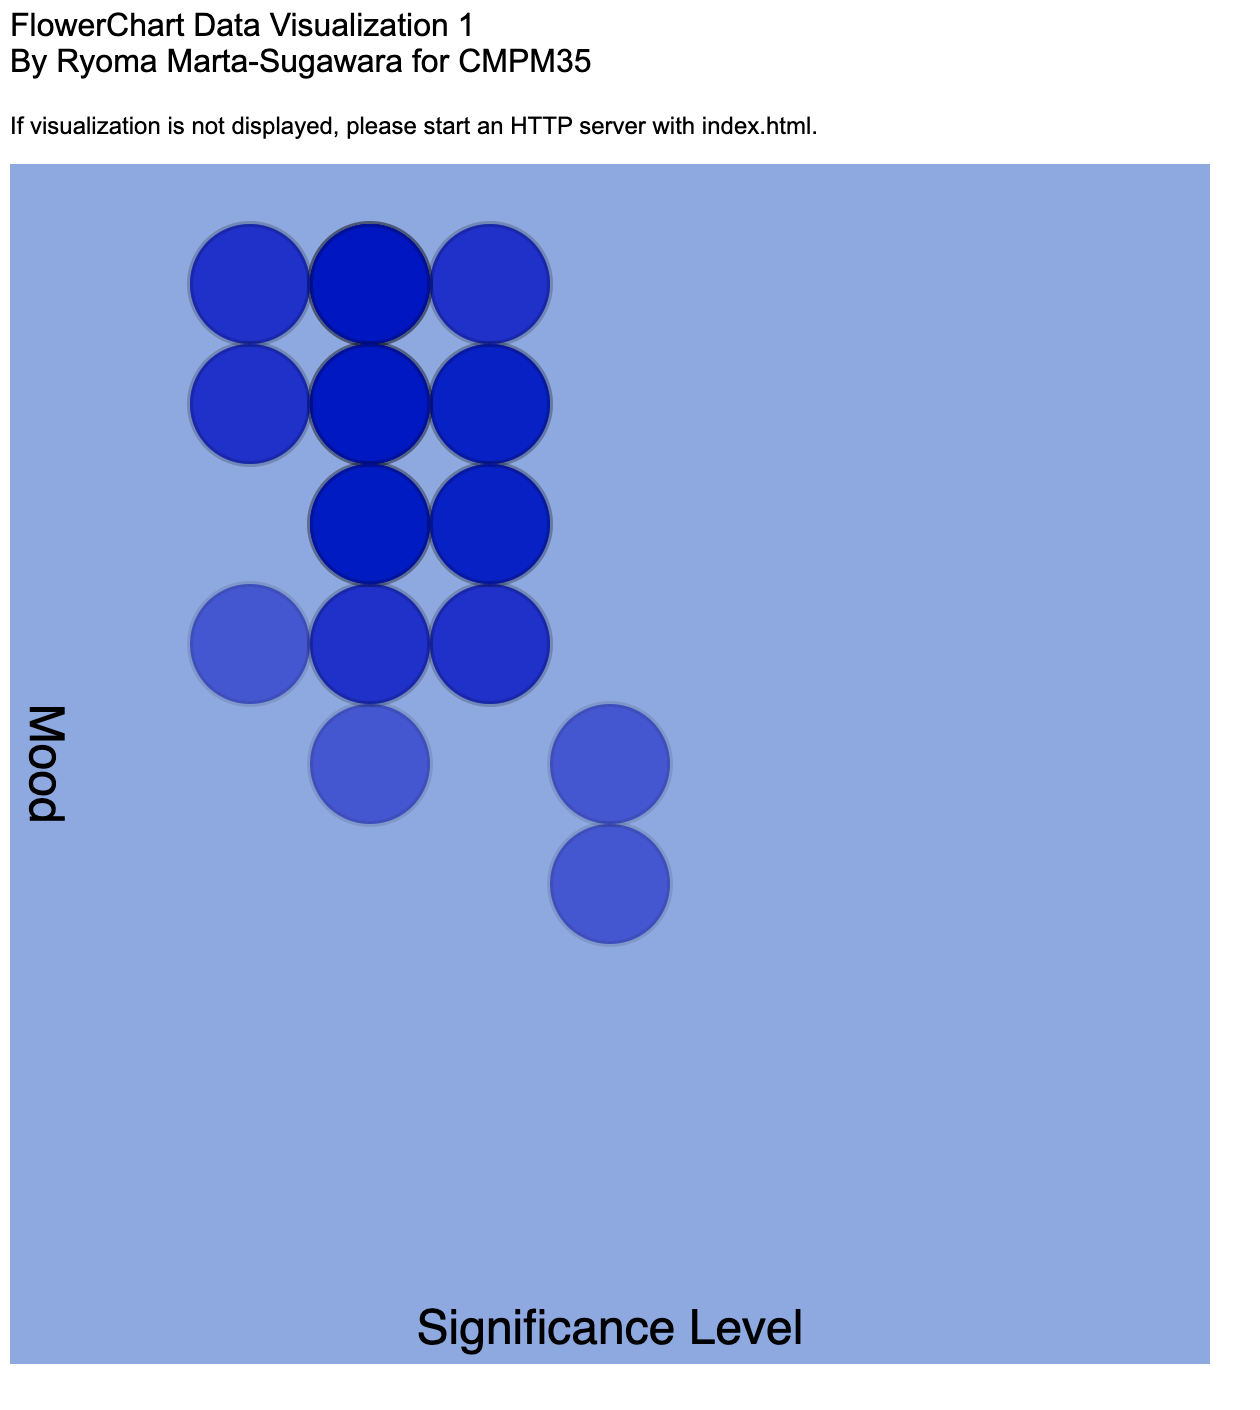 FlowerChart Data Visualization 1
By Ryoma Marta-Sugawara for CMPM35
If visualization is not displayed, please start an HTTP server with index.html.
Mood
Significance Level